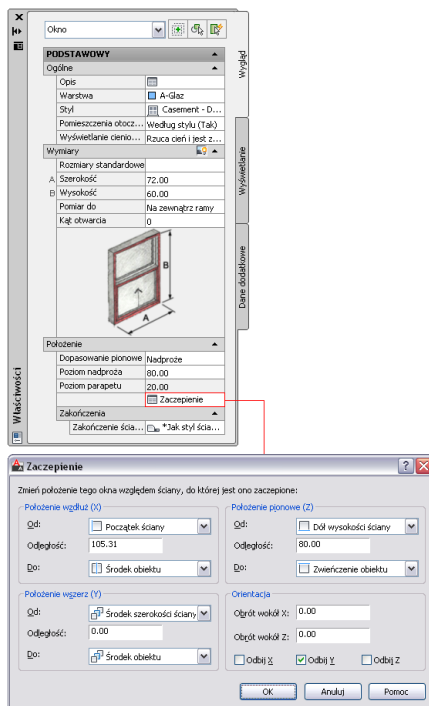 Okno
PODSTAWOWY
Ogólne
Opis
Warstwa A-Glaz
Styl Casement - D...
Pomieszczenia otocz... Według stylu (Tak)
Wyświetlanie cienio... Rzuca cień i jest z...
Wymiary
Rozmiary standardowe
A Szerokość 72.00
B Wysokość 60.00
Pomiar do Na zewnątrz ramy
Kąt otwarcia 0
B
A
Położenie
Dopasowanie pionowe Nadproże
Poziom nadproża 80.00
Poziom parapetu 20.00
Zaczepienie
Zakończenia
Zakończenie ścia... *Jak styl ścia...
Wygląd
Wyświetlanie
Dane dodatkowe
Właściwości
Zaczepienie
Zmień położenie tego okna względem ściany, do której jest ono zaczepione:
Położenie wzdłuż (X)
Od: Początek ściany
Odległość: 105.31
Do: Środek obiektu
Położenie pionowe (Z)
Od: Dół wysokości ściany
Odległość: 80.00
Do: Zwieńczenie obiektu
Położenie wszerz (Y)
Od: Środek szerokości ściany
Odległość: 0.00
Do: Środek obiektu
Orientacja
Obrót wokół X: 0.00
Obrót wokół Z: 0.00
Odbij X Odbij Y Odbij Z
OK Anuluj Pomoc